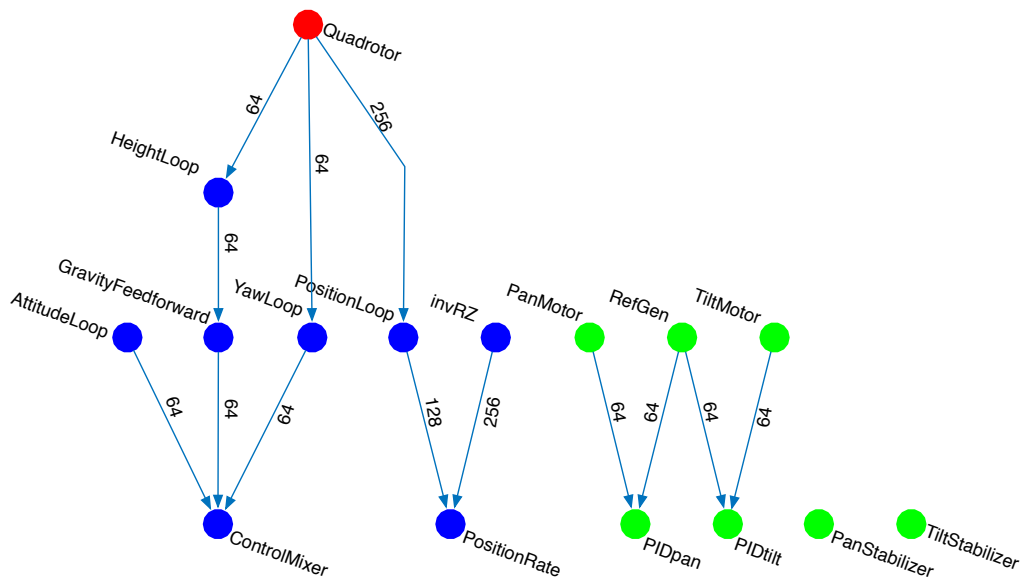 Quadrotor
64
256
64
HeightLoop
64
GravityFeedforward
YawLoop
PositionLoop
invRZ
PanMotor
RefGen
TiltMotor
AttitudeLoop
64
64
64
128
256
64
64
64
64
ControlMixer
PositionRate
PIDpan
PIDtilt
PanStabilizer
TiltStabilizer